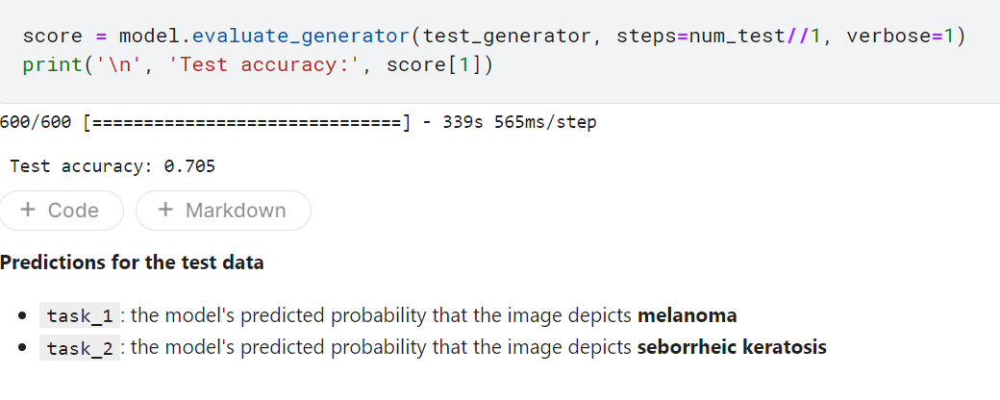 score = model.evaluate_generator(test_generator, steps=num_test//1, verbose=1)
print('\n', 'Test accuracy:', score[1])
600/600 [==============================] - 339s 565ms/step
Test accuracy: 0.705
+ Code + Markdown
Predictions for the test data
• task_1 : the model's predicted probability that the image depicts melanoma
• task_2 : the model's predicted probability that the image depicts seborrheic keratosis